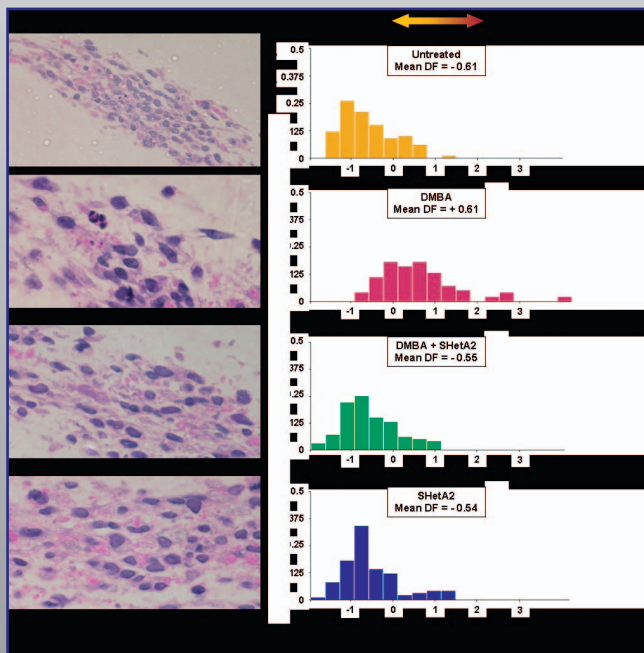 0.5
0.375
0.25
125
0
Untreated
Mean DF = - 0.61
-1 0 1 2 3
0.5
.375
0.25
125
0
DMBA
Mean DF = + 0.61
-1 0 1 2 3
0.5
.375
0.25
125
0
DMBA + SHetA2
Mean DF = - 0.55
-1 0 1 2 3
0.5
.375
0.25
125
0
SHetA2
Mean DF = - 0.54
-1 0 1 2 3